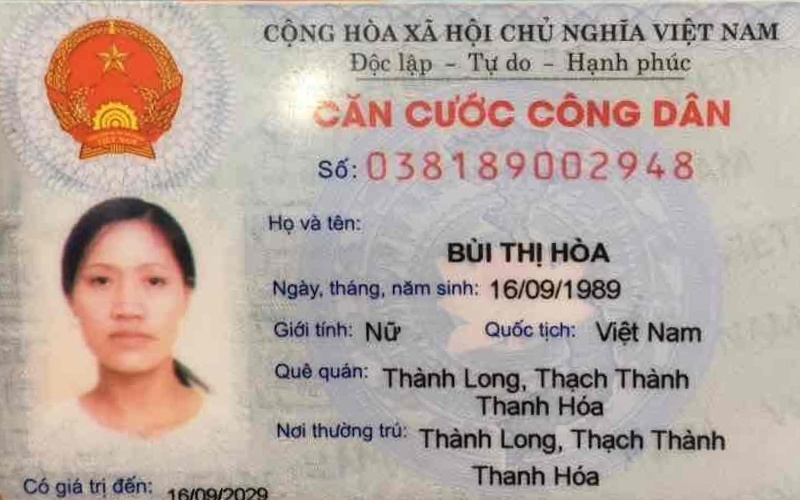 CỘNG HÒA XÃ HỘI CHỦ NGHĨA VIỆT NAM
Độc lập - Tự do - Hạnh phúc
CĂN CƯỚC CÔNG DÂN
Số: 038189002948
Họ và tên:
BÙI THỊ HÒA
Ngày, tháng, năm sinh: 16/09/1989
Giới tính: Nữ Quốc tịch: Việt Nam
Quê quán: Thành Long, Thạch Thành
Thanh Hóa
Nơi thường trú: Thành Long, Thạch Thành
Thanh Hóa
Có giá trị đến: 16/09/2029